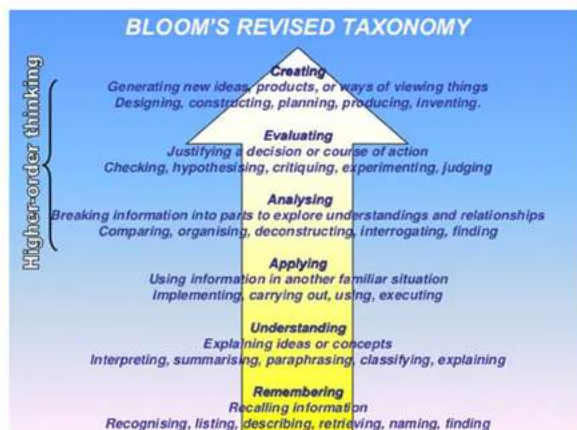 BLOOM'S REVISED TAXONOMY
Higher-order thinking
Creating
Generating new ideas, products, or ways of viewing things
Designing, constructing, planning, producing, inventing.
Evaluating
Justifying a decision or course of action
Checking, hypothesising, critiquing, experimenting, judging
Analysing
Breaking information into parts to explore understandings and relationships
Comparing, organising, deconstructing, interrogating, finding
Applying
Using information in another familiar situation
Implementing, carrying out, using, executing
Understanding
Explaining ideas or concepts
Interpreting, summarising, paraphrasing, classifying, explaining
Remembering
Recalling information
Recognising, listing, describing, retrieving, naming, finding